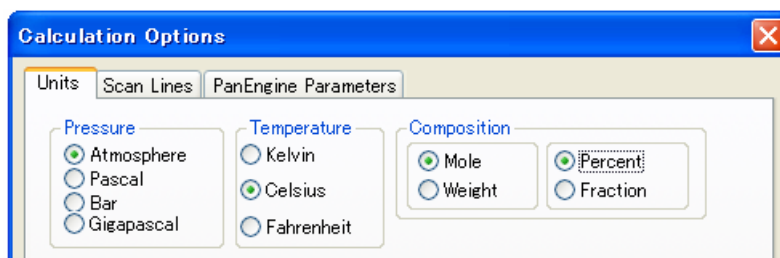 Calculation Options
Units Scan Lines PanEngine Parameters
Pressure Temperature Composition
Atmosphere Kelvin Mole Percent
Pascal
Bar Celsius Weight Fraction
Gigapascal Fahrenheit